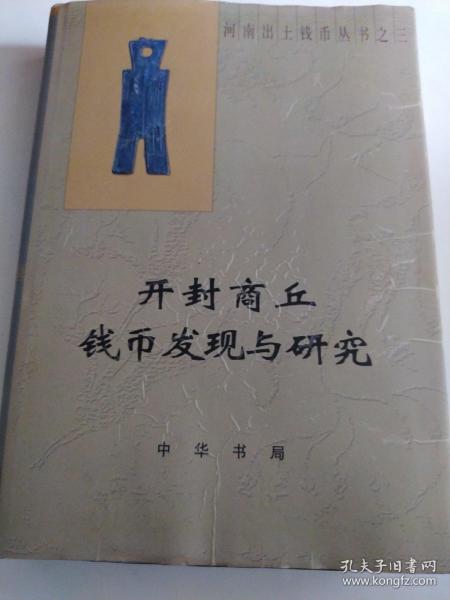 河南出土钱币丛书之三
开封商丘
钱币发现与研究
中华书局
孔夫子旧书网
www.kongfz.com